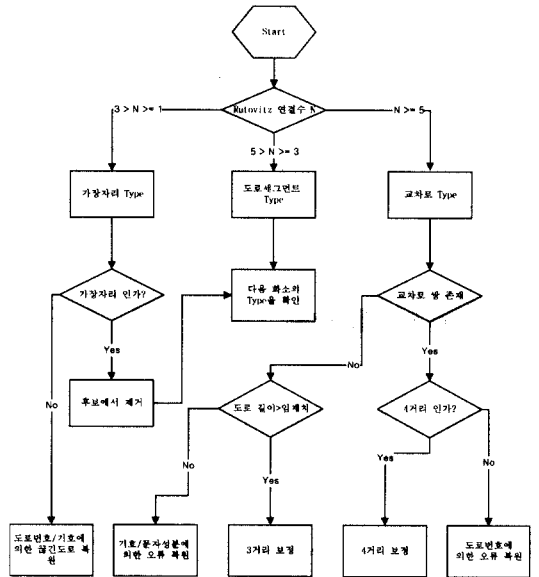 Start
Rutovitz 연결수 N
3 > N >= 1
N >= 5
5 > N >= 3
가장자리 Type
도로세그먼트
Type
교차로 Type
가장자리 인가?
다음 화소의
Type을 확인
교차로 쌍 존재
Yes
No
Yes
No
후보에서 제거
도로 길이>임계치
4거리 인가?
No
Yes
Yes
No
도로번호/기호에
의한 끊긴도로 복
원
기호/문자성분에
의한 오류 복원
3거리 보정
4거리 보정
도로번호에
의한 오류 복원